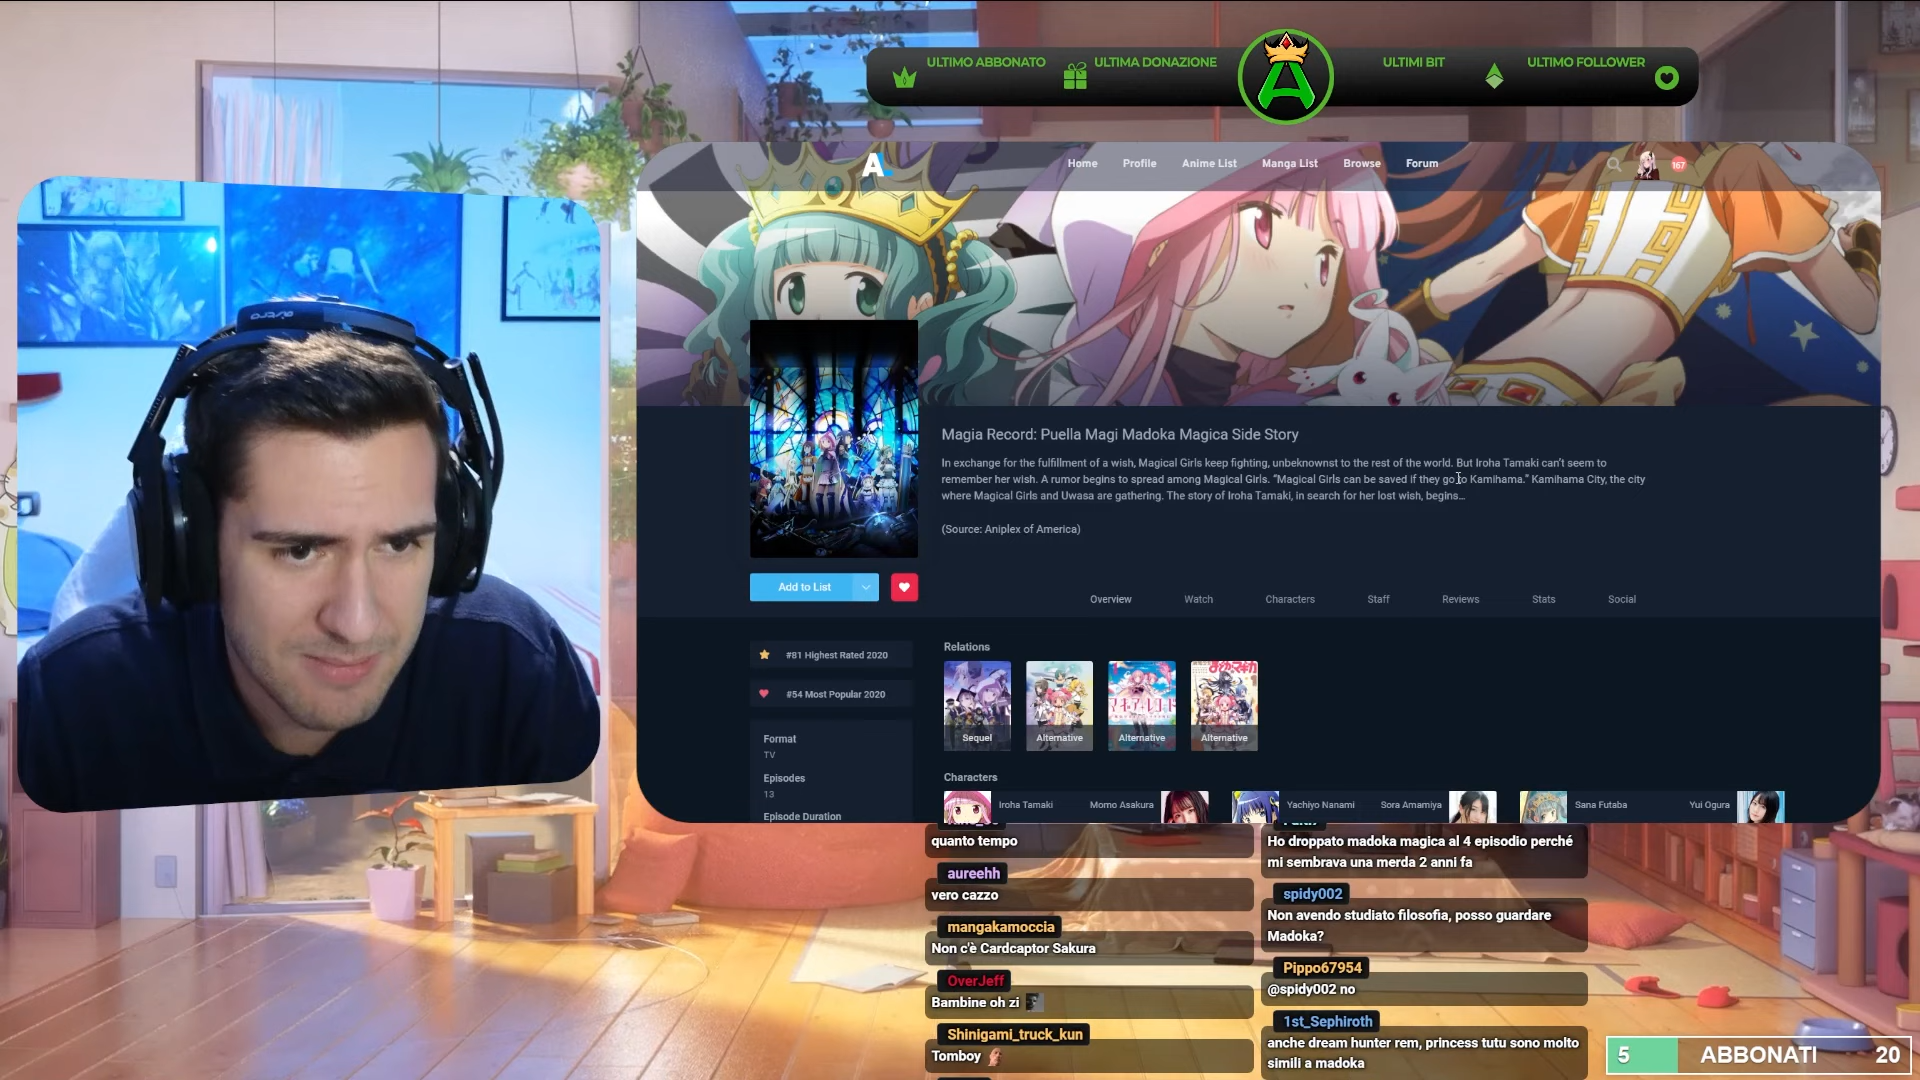 ULTIMO ABBONATO
ULTIMA DONAZIONE
A
ULTIMI BIT
ULTIMO FOLLOWER
Home
Profile
Anime List
Manga List
Browse
Forum
167
Magia Record: Puella Magi Madoka Magica Side Story
In exchange for the fulfillment of a wish, Magical Girls keep fighting, unbeknownst to the rest of the world. But Iroha Tamaki can't seem to
remember her wish. A rumor begins to spread among Magical Girls. "Magical Girls can be saved if they go to Kamihama." Kamihama City, the city
where Magical Girls and Uwasa are gathering. The story of Iroha Tamaki, in search for her lost wish, begins...
(Source: Aniplex of America)
Add to List
Overview
Watch
Characters
Staff
Reviews
Stats
Social
#81 Highest Rated 2020
#54 Most Popular 2020
Format
TV
Episodes
13
Episode Duration
Relations
Sequel
Alternative
Alternative
Alternative
Characters
Iroha Tamaki
Momo Asakura
Yachiyo Nanami
Sora Amamiya
Sana Futaba
Yui Ogura
quanto tempo
aureehh
vero cazzo
mangakamoccia
Non c'è Cardcaptor Sakura
OverJeff
Bambine oh zi
Shinigami_truck_kun
Tomboy
Ho droppato madoka magica al 4 episodio perché
mi sembrava una merda 2 anni fa
spidy002
Non avendo studiato filosofia, posso guardare
Madoka?
Pippo67954
@spidy002 no
1st_Sephiroth
anche dream hunter rem, princess tutu sono molto
simili a madoka
5
ABBONATI
20